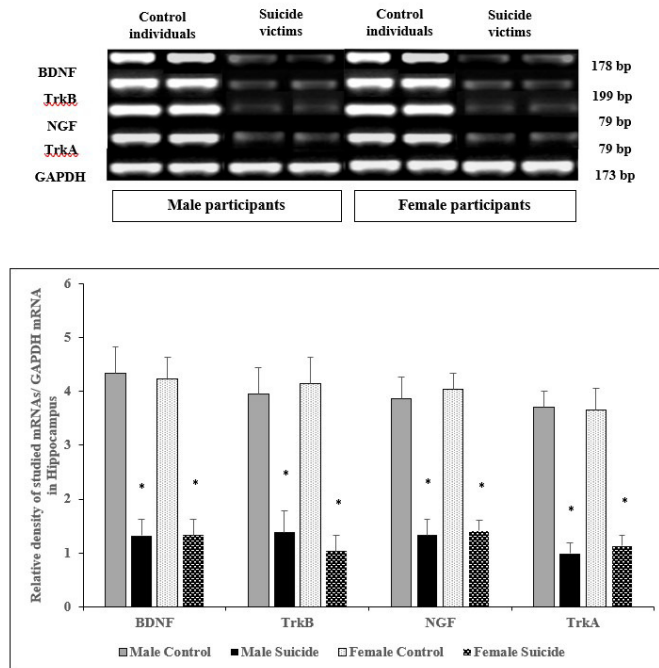 Control individuals
Suicide victims
Control individuals
Suicide victims
BDNF
178 bp
TrkB
199 bp
NGF
79 bp
TrkA
79 bp
GAPDH
173 bp
Male participants
Female participants
Relative density of studied mRNAs/ GAPDH mRNA
in Hippocampus
6
5
4
3
2
1
0
*
*
*
*
*
*
*
*
BDNF
TrkB
NGF
TrkA
Male Control
Male Suicide
Female Control
Female Suicide